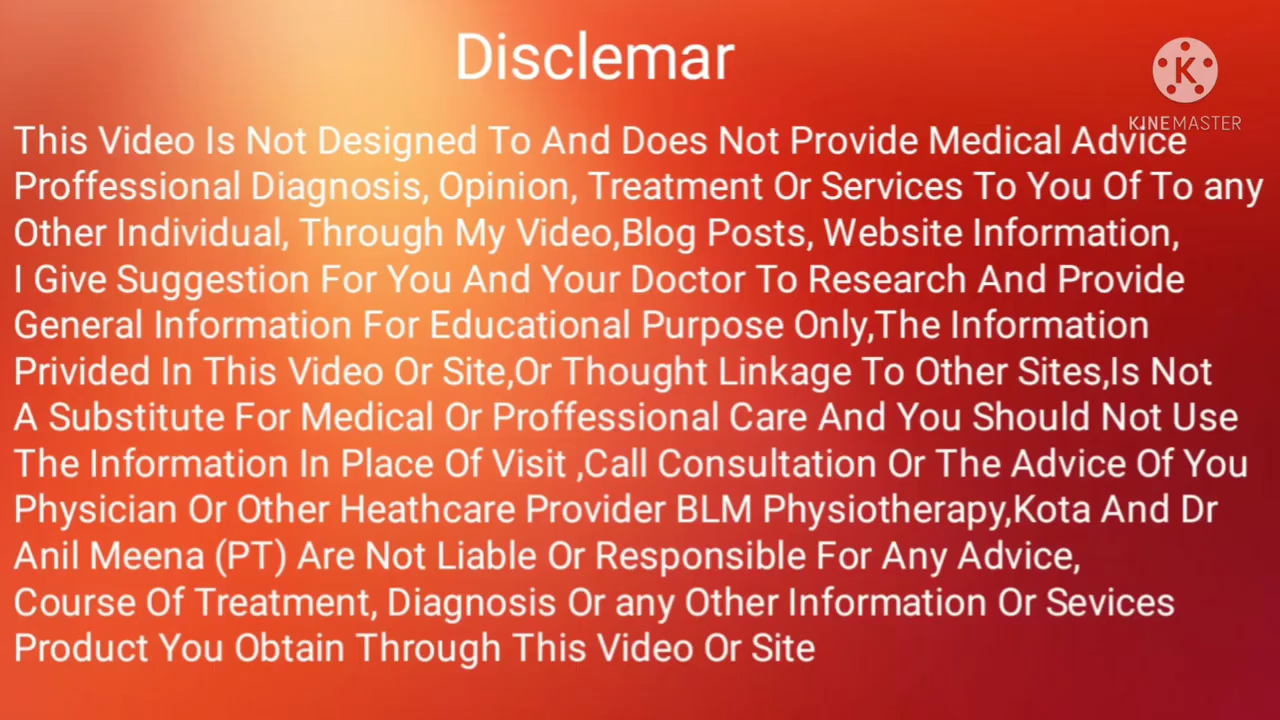 Disclemar
K
KINEMASTER
This Video Is Not Designed To And Does Not Provide Medical Advice
Proffessional Diagnosis, Opinion, Treatment Or Services To You Of To any
Other Individual, Through My Video,Blog Posts, Website Information,
I Give Suggestion For You And Your Doctor To Research And Provide
General Information For Educational Purpose Only,The Information
Privided In This Video Or Site,Or Thought Linkage To Other Sites,Is Not
A Substitute For Medical Or Proffessional Care And You Should Not Use
The Information In Place Of Visit ,Call Consultation Or The Advice Of You
Physician Or Other Heathcare Provider BLM Physiotherapy,Kota And Dr
Anil Meena (PT) Are Not Liable Or Responsible For Any Advice,
Course Of Treatment, Diagnosis Or any Other Information Or Sevices
Product You Obtain Through This Video Or Site